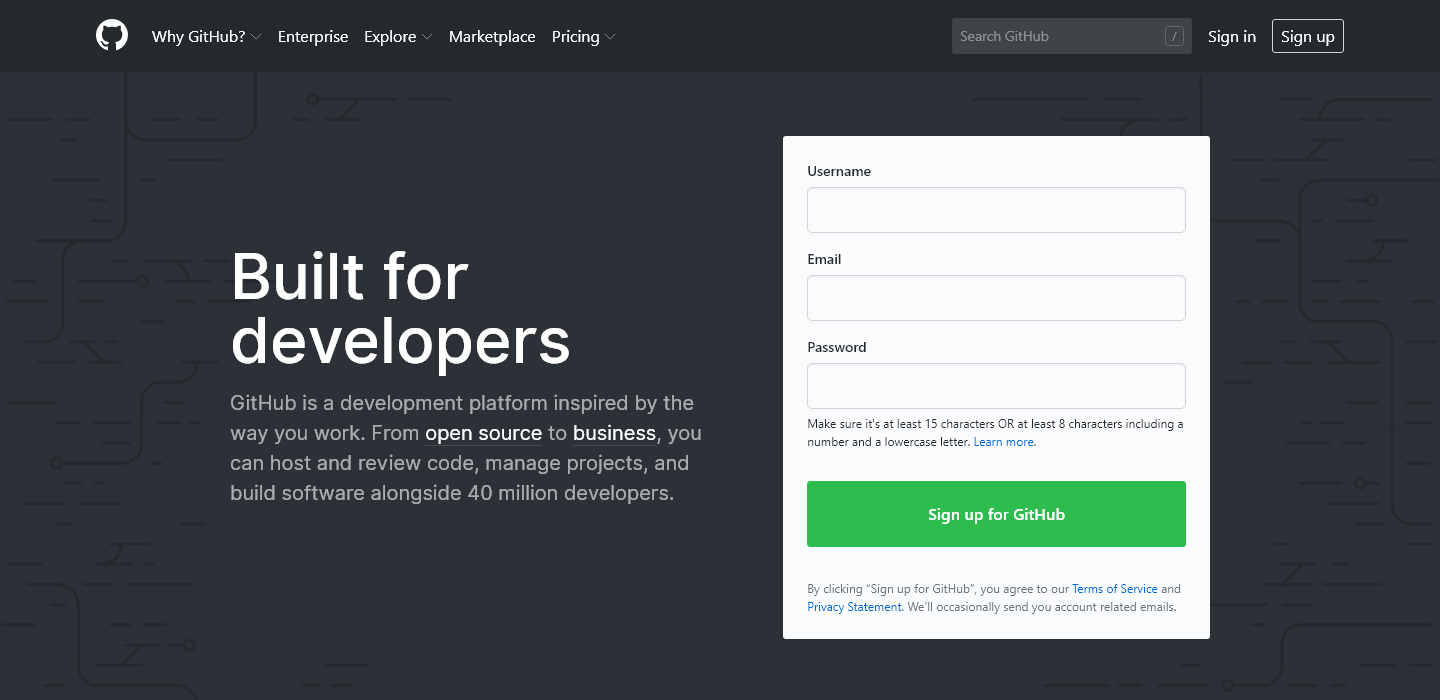 Why GitHub? Enterprise Explore Marketplace Pricing Search GitHub / Sign in Sign up
Built for
developers
GitHub is a development platform inspired by the
way you work. From open source to business, you
can host and review code, manage projects, and
build software alongside 40 million developers.
Username
Email
Password
Make sure it's at least 15 characters OR at least 8 characters including a
number and a lowercase letter. Learn more.
Sign up for GitHub
By clicking “Sign up for GitHub”, you agree to our Terms of Service and
Privacy Statement. We’ll occasionally send you account related emails.